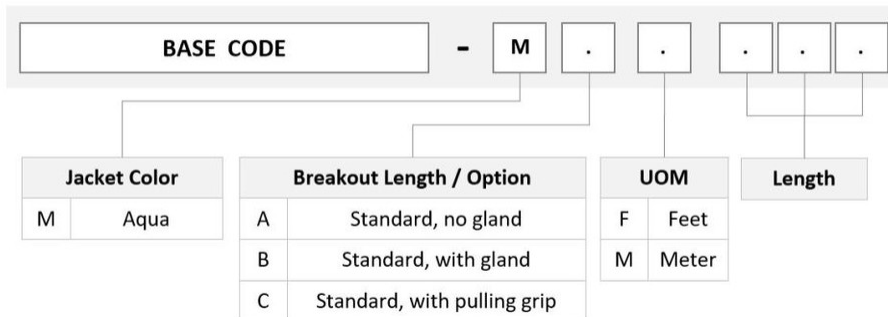 BASE CODE - M . . . . .
Jacket Color
M Aqua
Breakout Length / Option
A Standard, no gland
B Standard, with gland
C Standard, with pulling grip
UOM
F Feet
M Meter
Length